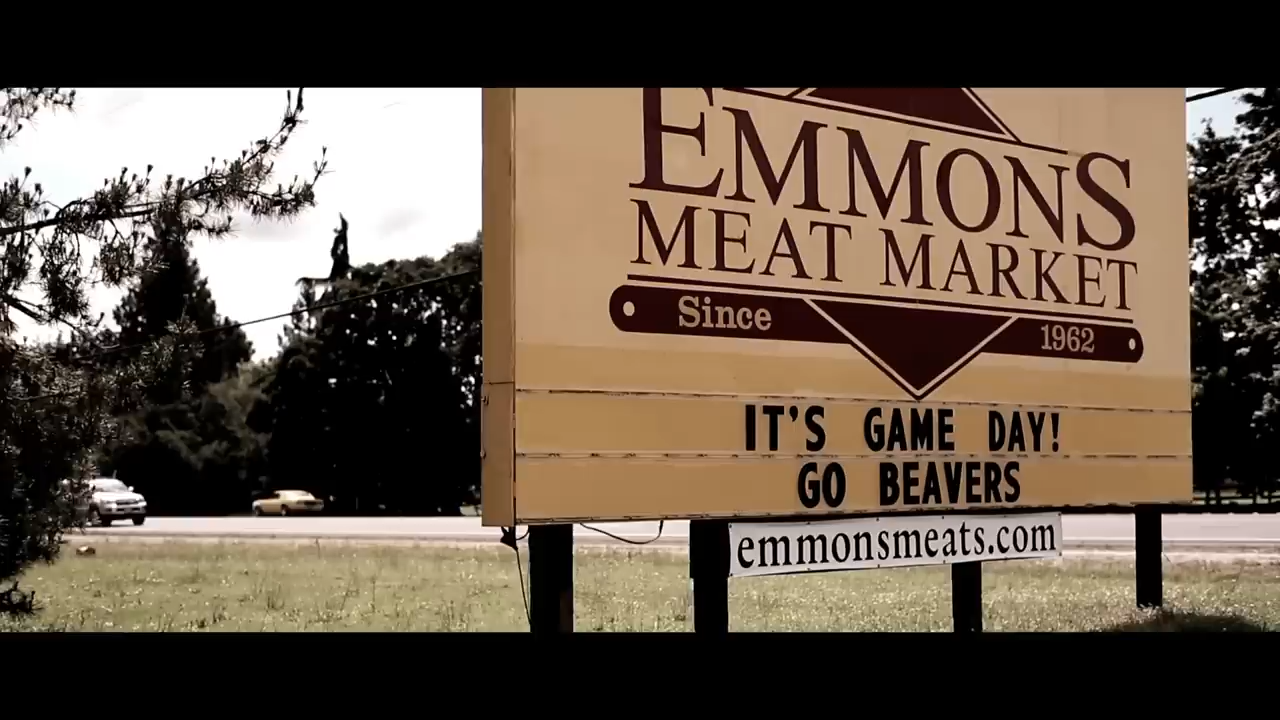 EMMONS
MEAT MARKET
Since 1962
IT'S GAME DAY!
GO BEAVERS
emmonsmeats.com